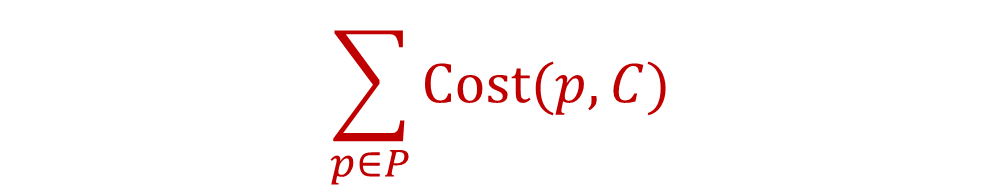 ∑ Cost(p, C)
p∈P